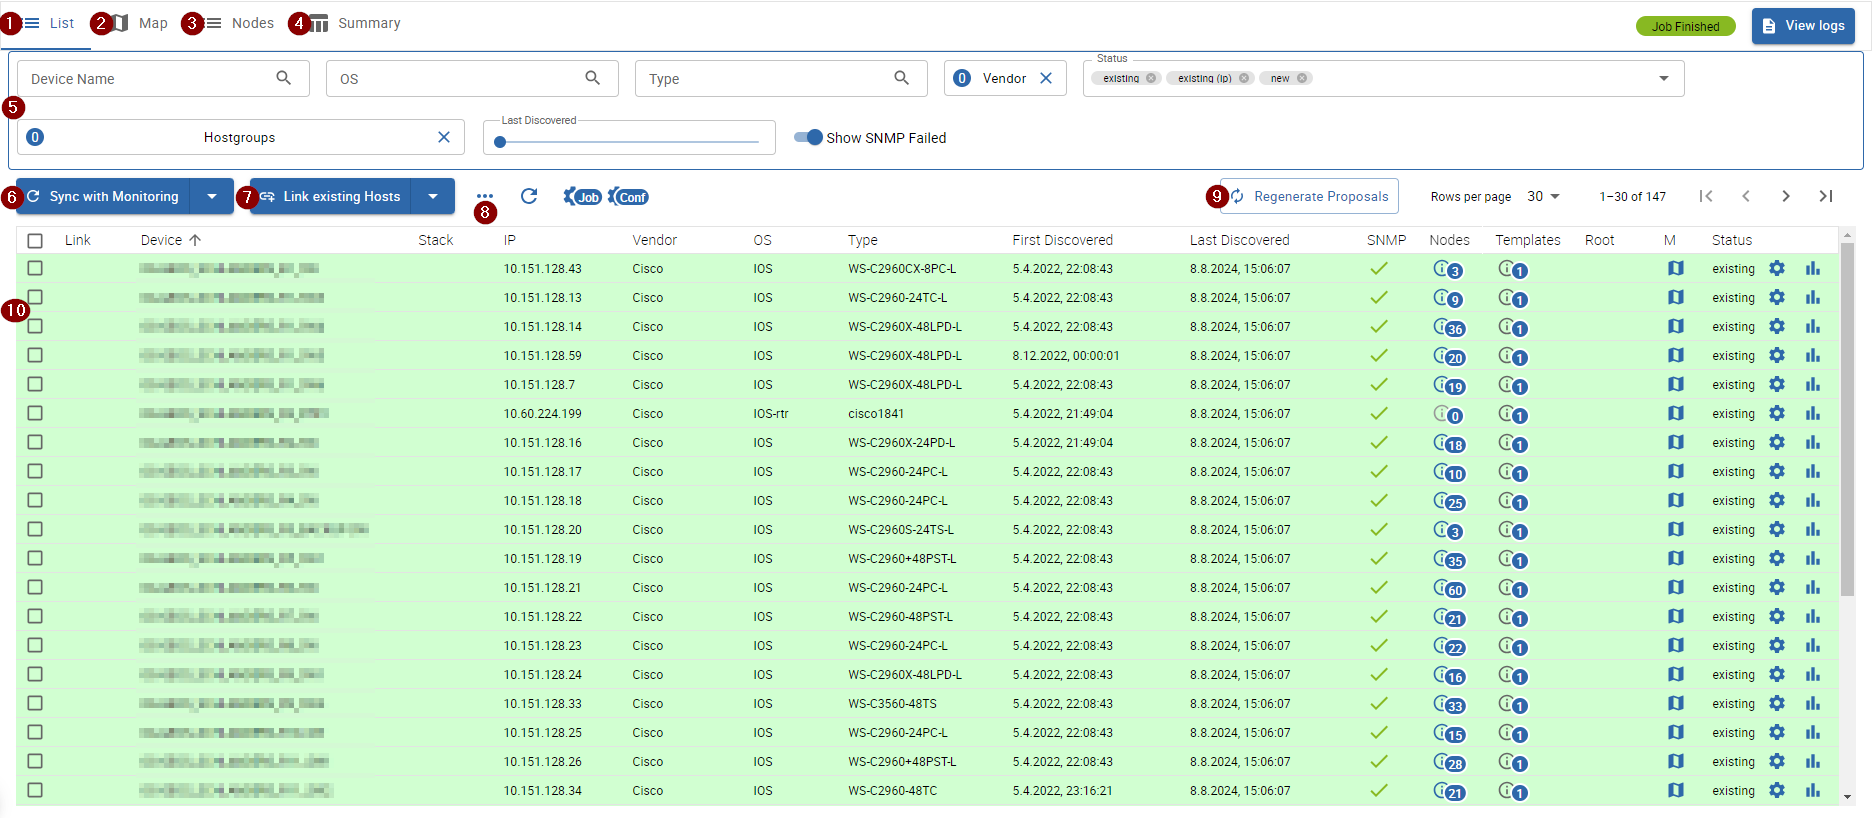 1 List 2 Map 3 Nodes 4 Summary Job Finished View logs
Device Name OS Type 0 Vendor Status existing existing (ip) new
5
0 Hostgroups Last Discovered Show SNMP Failed
6 Sync with Monitoring 7 Link existing Hosts 8 Job Conf 9 Regenerate Proposals Rows per page 30 1–30 of 147
Link Device Stack IP Vendor OS Type First Discovered Last Discovered SNMP Nodes Templates Root M Status
10.151.128.43 Cisco IOS WS-C2960CX-8PC-L 5.4.2022, 22:08:43 8.8.2024, 15:06:07 3 1 existing
10.151.128.13 Cisco IOS WS-C2960-24TC-L 5.4.2022, 22:08:43 8.8.2024, 15:06:07 9 1 existing
10
10.151.128.14 Cisco IOS WS-C2960X-48LPD-L 5.4.2022, 22:08:43 8.8.2024, 15:06:07 36 1 existing
10.151.128.59 Cisco IOS WS-C2960X-48LPD-L 8.12.2022, 00:00:01 8.8.2024, 15:06:07 20 1 existing
10.151.128.7 Cisco IOS WS-C2960X-48LPD-L 5.4.2022, 22:08:43 8.8.2024, 15:06:07 19 1 existing
10.60.224.199 Cisco IOS-rtr cisco1841 5.4.2022, 21:49:04 8.8.2024, 15:06:07 0 1 existing
10.151.128.16 Cisco IOS WS-C2960X-24PD-L 5.4.2022, 21:49:04 8.8.2024, 15:06:07 18 1 existing
10.151.128.17 Cisco IOS WS-C2960-24PC-L 5.4.2022, 22:08:43 8.8.2024, 15:06:07 10 1 existing
10.151.128.18 Cisco IOS WS-C2960-24PC-L 5.4.2022, 22:08:43 8.8.2024, 15:06:07 25 1 existing
10.151.128.20 Cisco IOS WS-C2960S-24TS-L 5.4.2022, 22:08:43 8.8.2024, 15:06:07 3 1 existing
10.151.128.19 Cisco IOS WS-C2960+48PST-L 5.4.2022, 22:08:43 8.8.2024, 15:06:07 35 1 existing
10.151.128.21 Cisco IOS WS-C2960-24PC-L 5.4.2022, 22:08:43 8.8.2024, 15:06:07 60 1 existing
10.151.128.22 Cisco IOS WS-C2960-48PST-L 5.4.2022, 22:08:43 8.8.2024, 15:06:07 21 1 existing
10.151.128.23 Cisco IOS WS-C2960-24PC-L 5.4.2022, 22:08:43 8.8.2024, 15:06:07 22 1 existing
10.151.128.24 Cisco IOS WS-C2960X-48LPD-L 5.4.2022, 22:08:43 8.8.2024, 15:06:07 16 1 existing
10.151.128.33 Cisco IOS WS-C3560-48TS 5.4.2022, 22:08:43 8.8.2024, 15:06:07 33 1 existing
10.151.128.25 Cisco IOS WS-C2960-24PC-L 5.4.2022, 22:08:43 8.8.2024, 15:06:07 15 1 existing
10.151.128.26 Cisco IOS WS-C2960+48PST-L 5.4.2022, 22:08:43 8.8.2024, 15:06:07 28 1 existing
10.151.128.34 Cisco IOS WS-C2960-48TC 5.4.2022, 23:16:21 8.8.2024, 15:06:07 21 1 existing